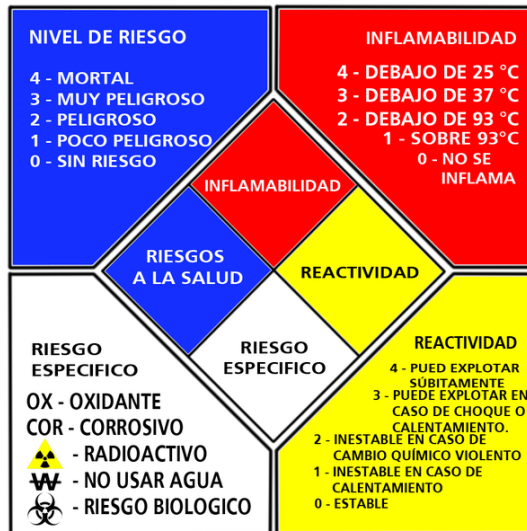 NIVEL DE RIESGO
4 - MORTAL
3 - MUY PELIGROSO
2 - PELIGROSO
1 - POCO PELIGROSO
0 - SIN RIESGO
INFLAMABILIDAD
4 - DEBAJO DE 25 °C
3 - DEBAJO DE 37 °C
2 - DEBAJO DE 93 °C
1 - SOBRE 93°C
0 - NO SE
INFLAMA
INFLAMABILIDAD
RIESGOS
A LA SALUD
REACTIVIDAD
RIESGO
ESPECIFICO
RIESGO
ESPECIFICO
OX - OXIDANTE
COR - CORROSIVO
- RADIOACTIVO
W - NO USAR AGUA
- RIESGO BIOLOGICO
REACTIVIDAD
4 - PUED EXPLOTAR
SÚBITAMENTE
3 - PUEDE EXPLOTAR EN
CASO DE CHOQUE O
CALENTAMIENTO.
2 - INESTABLE EN CASO DE
CAMBIO QUÍMICO VIOLENTO
1 - INESTABLE EN CASO DE
CALENTAMIENTO
0 - ESTABLE